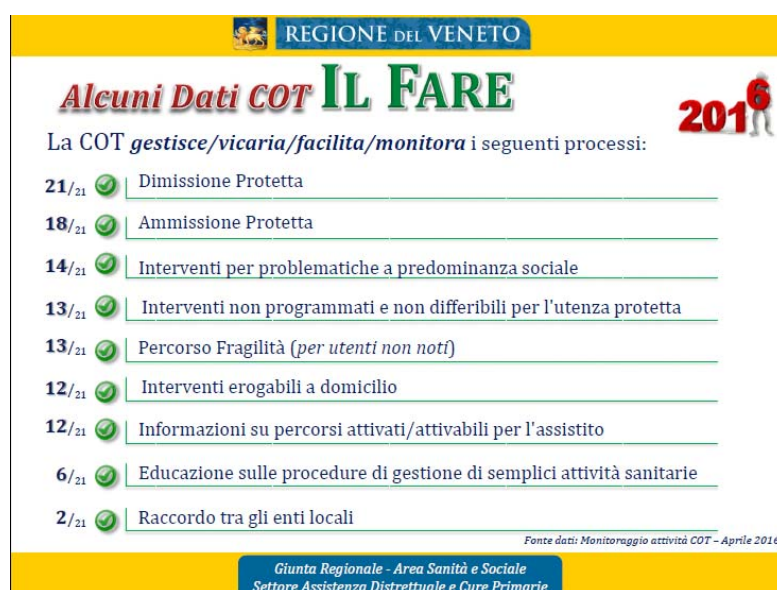 REGIONE DEL VENETO
Alcuni Dati COT IL FARE
2016
La COT gestisce/vicaria/facilita/monitora i seguenti processi:
21/21 Dimissione Protetta
18/21 Ammissione Protetta
14/21 Interventi per problematiche a predominanza sociale
13/21 Interventi non programmati e non differibili per l'utenza protetta
13/21 Percorso Fragilità (per utenti non noti)
12/21 Interventi erogabili a domicilio
12/21 Informazioni su percorsi attivati/attivabili per l'assistito
6/21 Educazione sulle procedure di gestione di semplici attività sanitarie
2/21 Raccordo tra gli enti locali
Fonte dati: Monitoraggio attività COT – Aprile 2016
Giunta Regionale - Area Sanità e Sociale
Settore Assistenza Distrettuale e Cure Primarie